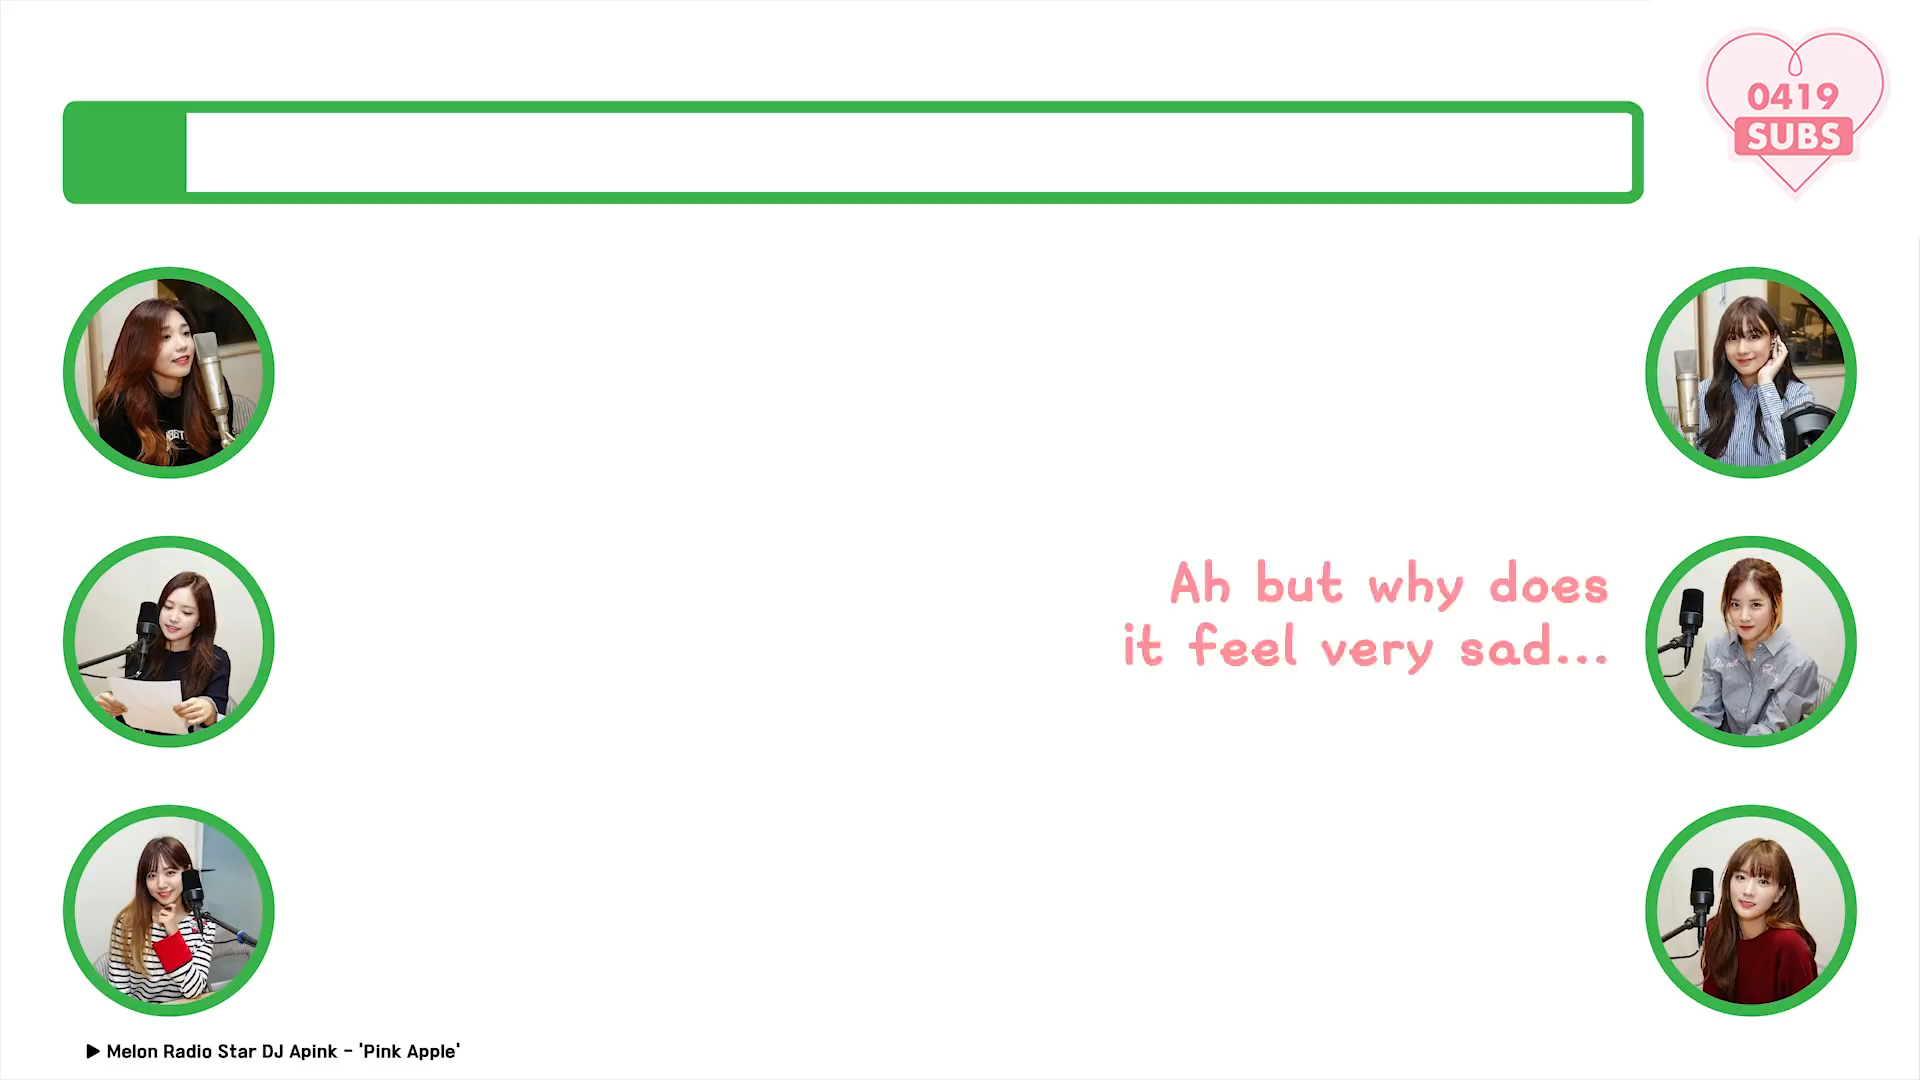 0419
SUBS
Ah but why does
it feel very sad...
▶ Melon Radio Star DJ Apink - 'Pink Apple'